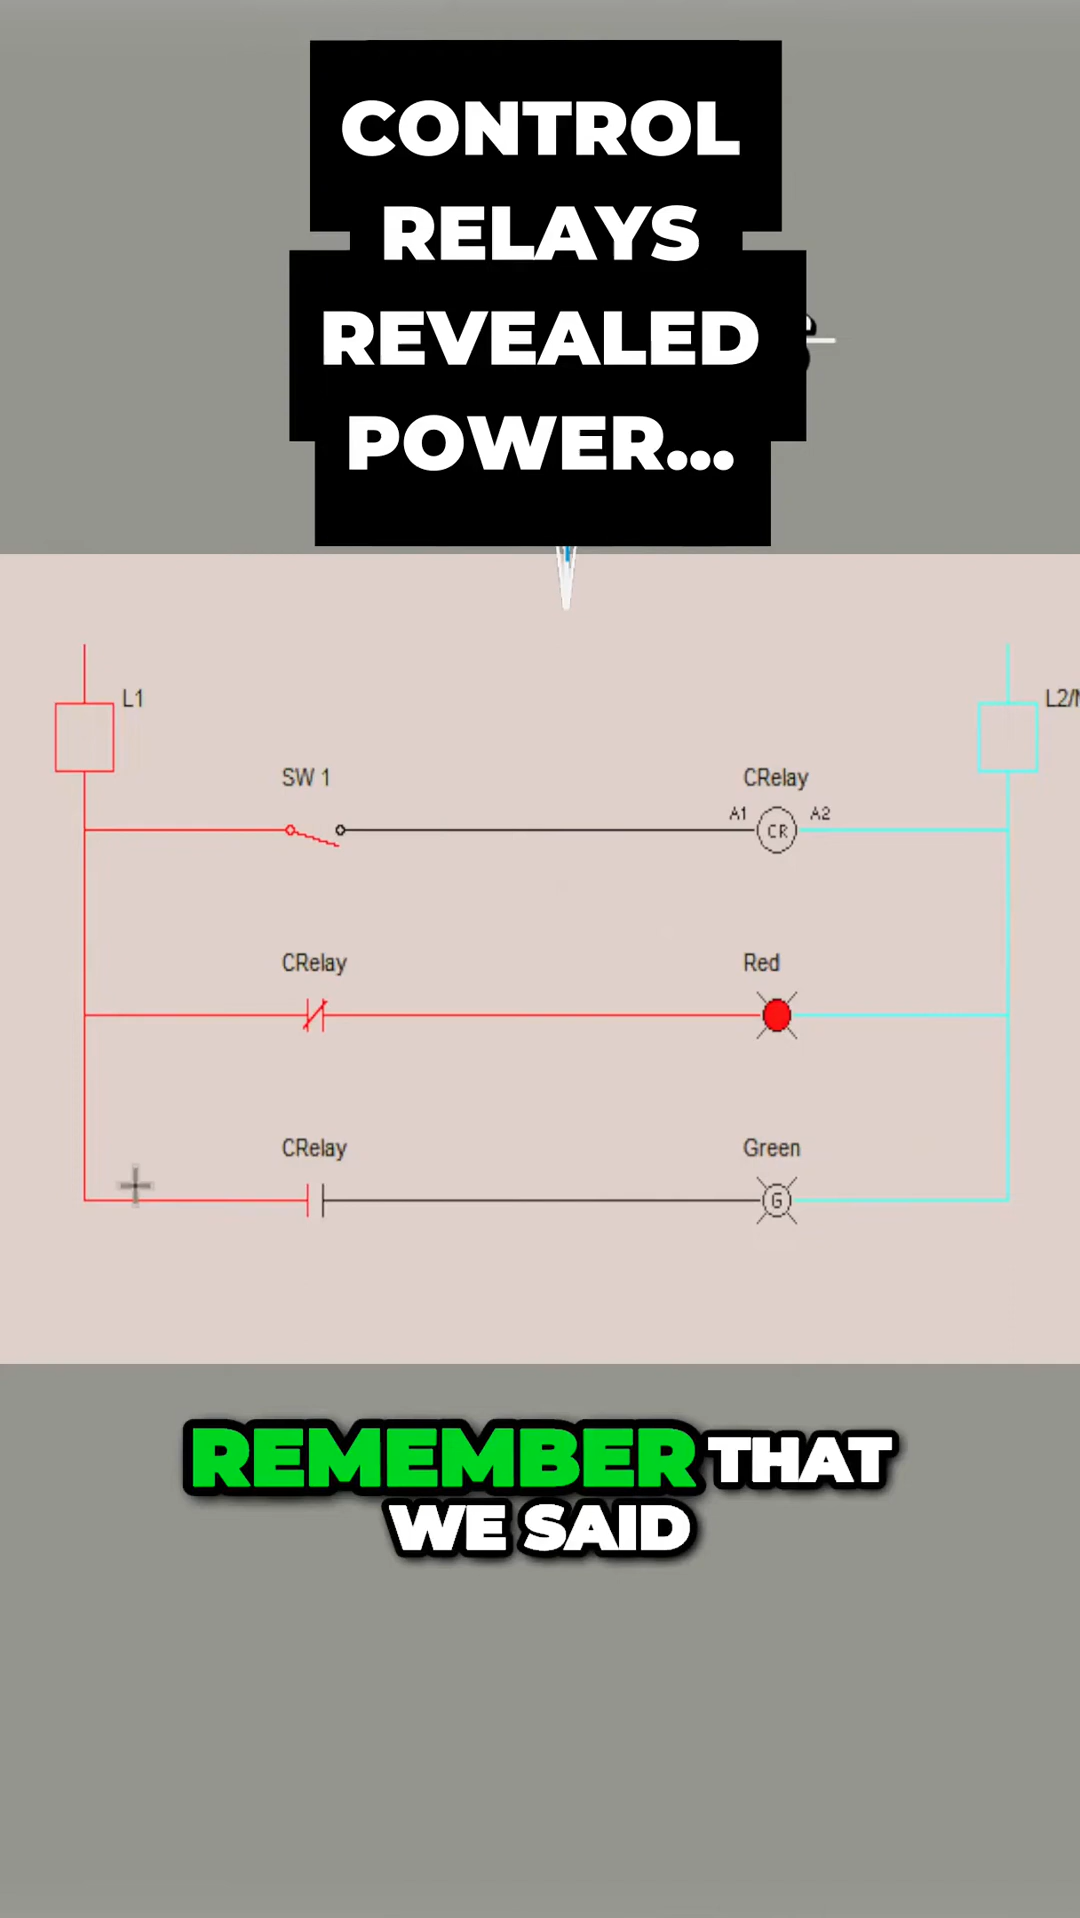 CONTROL
RELAYS
REVEALED
POWER...
L1
L2/
SW 1
CRelay
A1
A2
CR
CRelay
Red
CRelay
Green
G
REMEMBER THAT
WE SAID